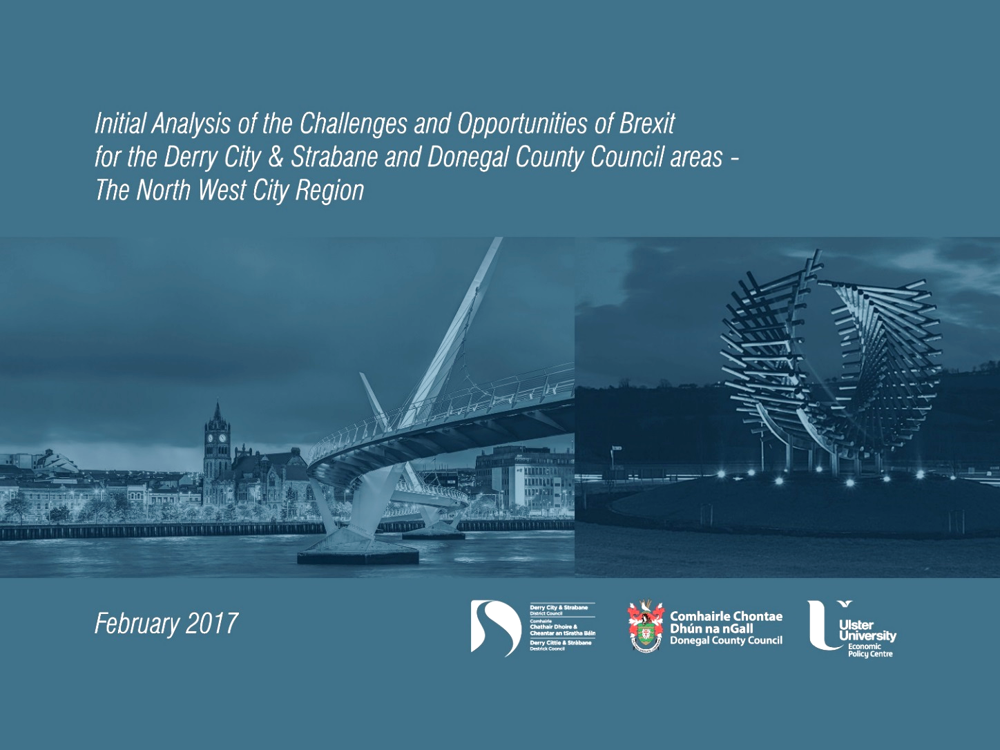 Initial Analysis of the Challenges and Opportunities of Brexit
for the Derry City & Strabane and Donegal County Council areas -
The North West City Region
February 2017
Derry City & Strabane
District Council
Comhairle
Chathair Dhoire &
Cheantar an tSratha Báin
Derry Cittie & Stràbane
Destrick Cooncil
Comhairle Chontae
Dhún na nGall
Donegal County Council
Ulster
University
Economic
Policy Centre